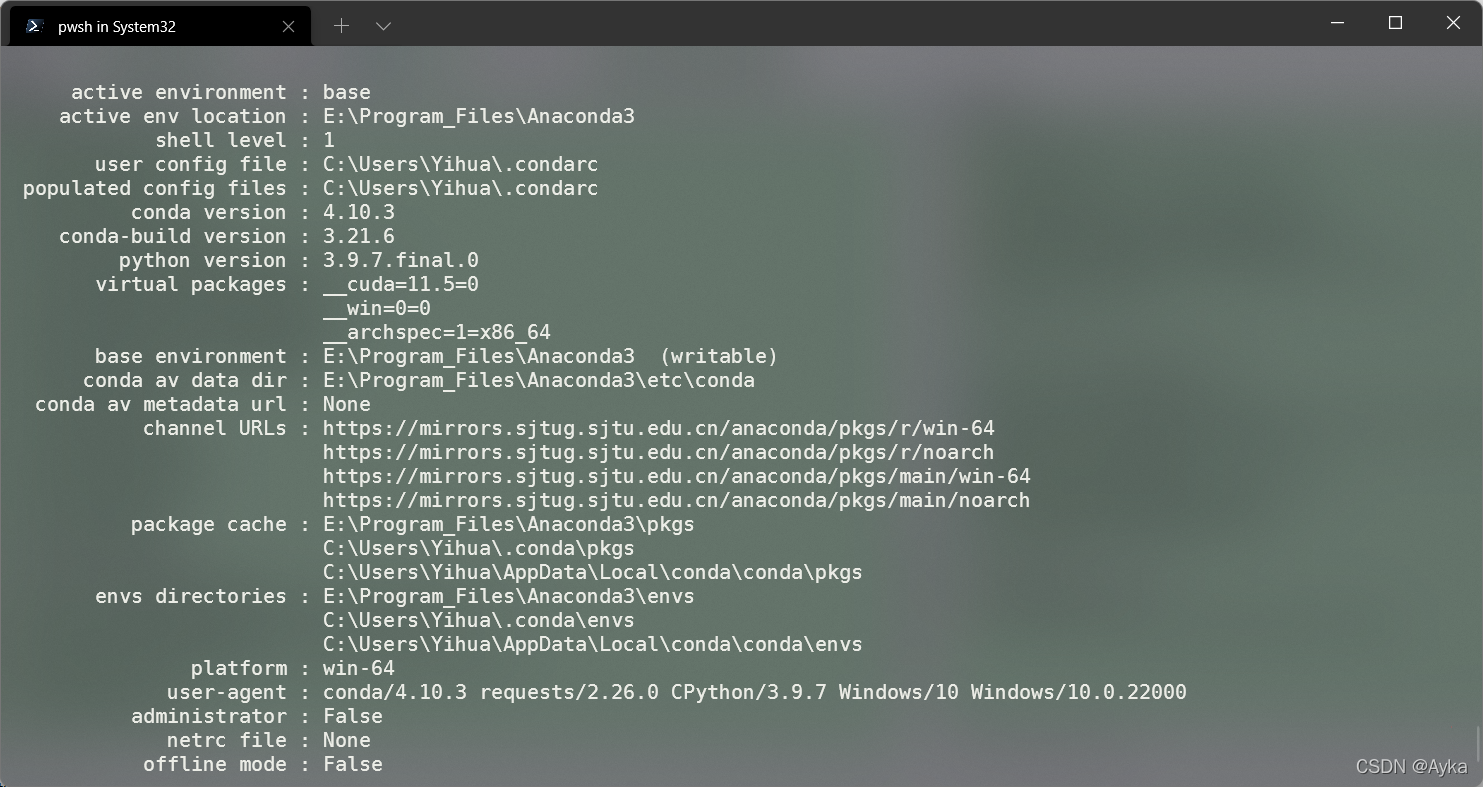 pwsh in System32
active environment : base
active env location : E:\Program_Files\Anaconda3
shell level : 1
user config file : C:\Users\Yihua\.condarc
populated config files : C:\Users\Yihua\.condarc
conda version : 4.10.3
conda-build version : 3.21.6
python version : 3.9.7.final.0
virtual packages : __cuda=11.5=0
__win=0=0
__archspec=1=x86_64
base environment : E:\Program_Files\Anaconda3  (writable)
conda av data dir : E:\Program_Files\Anaconda3\etc\conda
conda av metadata url : None
channel URLs : https://mirrors.sjtug.sjtu.edu.cn/anaconda/pkgs/r/win-64
https://mirrors.sjtug.sjtu.edu.cn/anaconda/pkgs/r/noarch
https://mirrors.sjtug.sjtu.edu.cn/anaconda/pkgs/main/win-64
https://mirrors.sjtug.sjtu.edu.cn/anaconda/pkgs/main/noarch
package cache : E:\Program_Files\Anaconda3\pkgs
C:\Users\Yihua\.conda\pkgs
C:\Users\Yihua\AppData\Local\conda\conda\pkgs
envs directories : E:\Program_Files\Anaconda3\envs
C:\Users\Yihua\.conda\envs
C:\Users\Yihua\AppData\Local\conda\conda\envs
platform : win-64
user-agent : conda/4.10.3 requests/2.26.0 CPython/3.9.7 Windows/10 Windows/10.0.22000
administrator : False
netrc file : None
offline mode : False
CSDN @Ayka